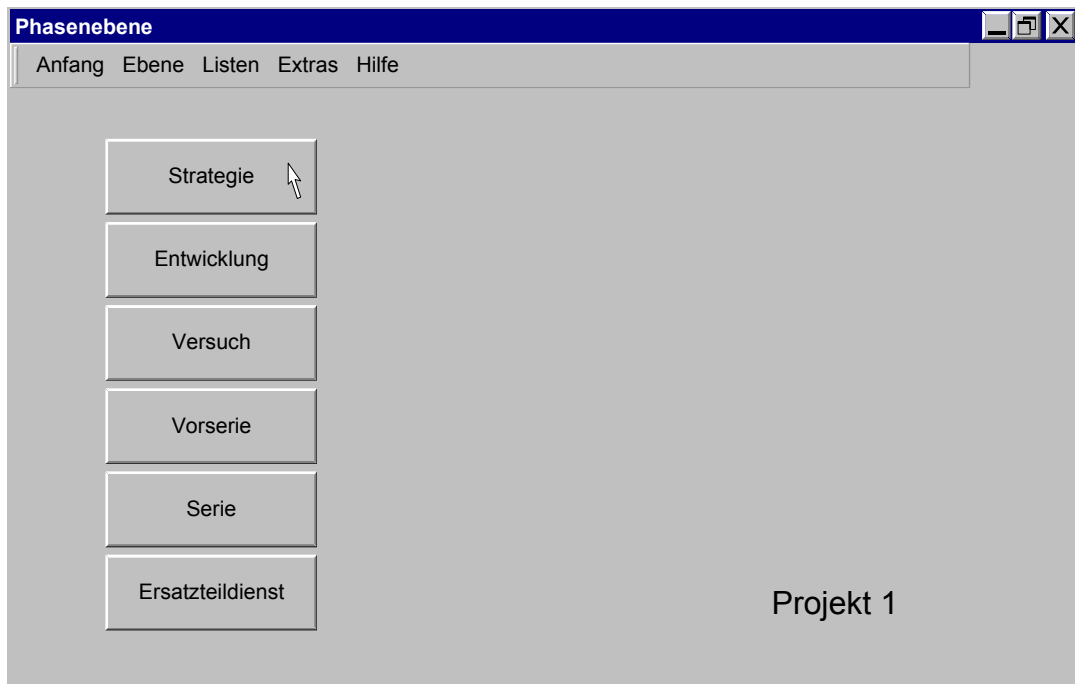 Phasenebene
Anfang Ebene Listen Extras Hilfe
Strategie
Entwicklung
Versuch
Vorserie
Serie
Ersatzteildienst
Projekt 1